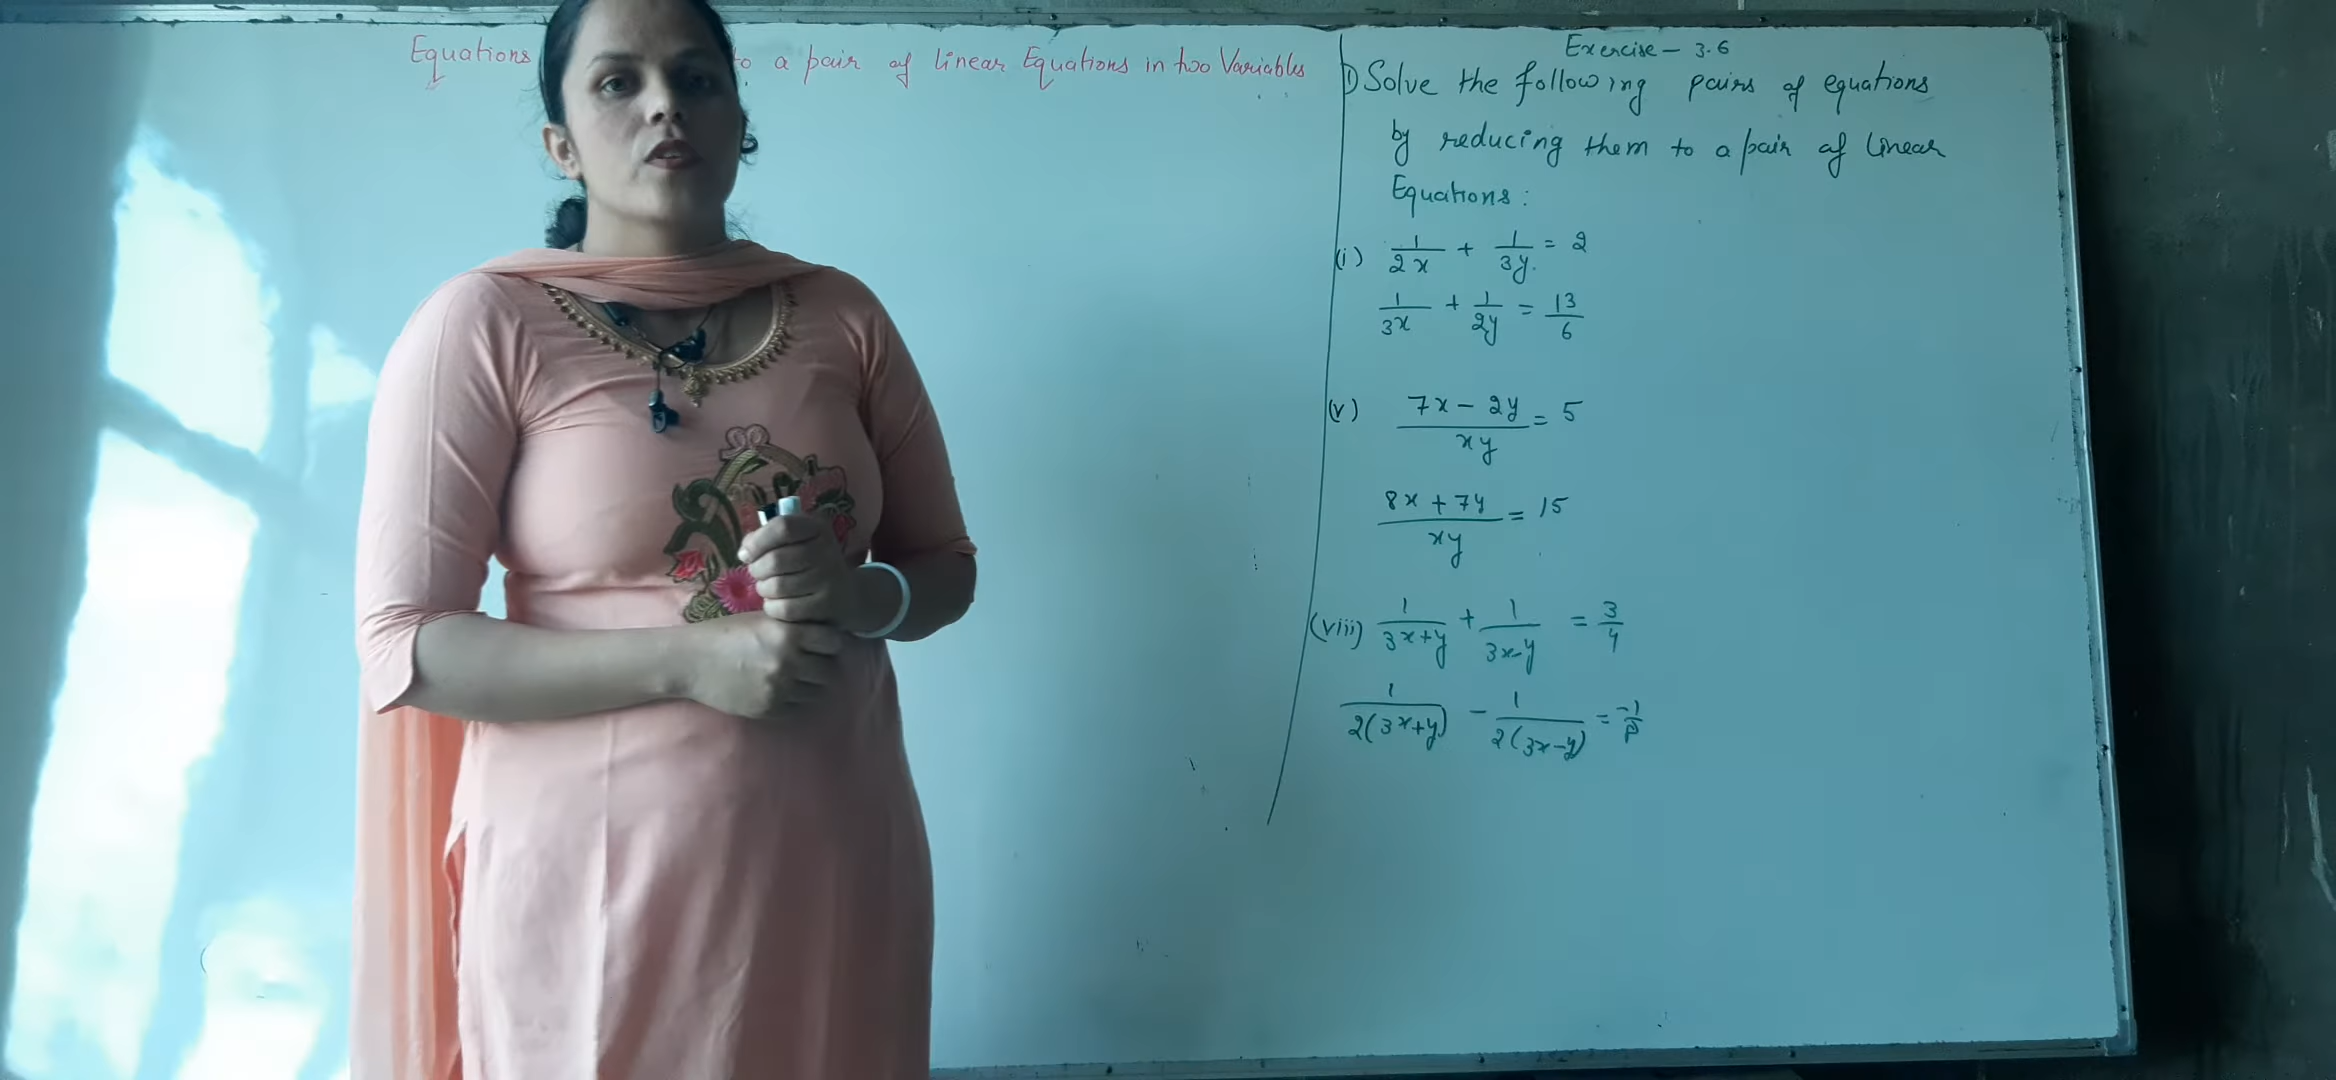 Equations to a pair of linear Equations in two Variables
Exercise - 3.6
1) Solve the following pairs of equations
by reducing them to a pair of linear
Equations:
(i) 1/2x + 1/3y = 2
1/3x + 1/2y = 13/6
(v) 7x - 2y/xy = 5
8x + 7y/xy = 15
(viii) 1/3x+y + 1/3x-y = 3/4
1/2(3x+y) - 1/2(3x-y) = -1/8